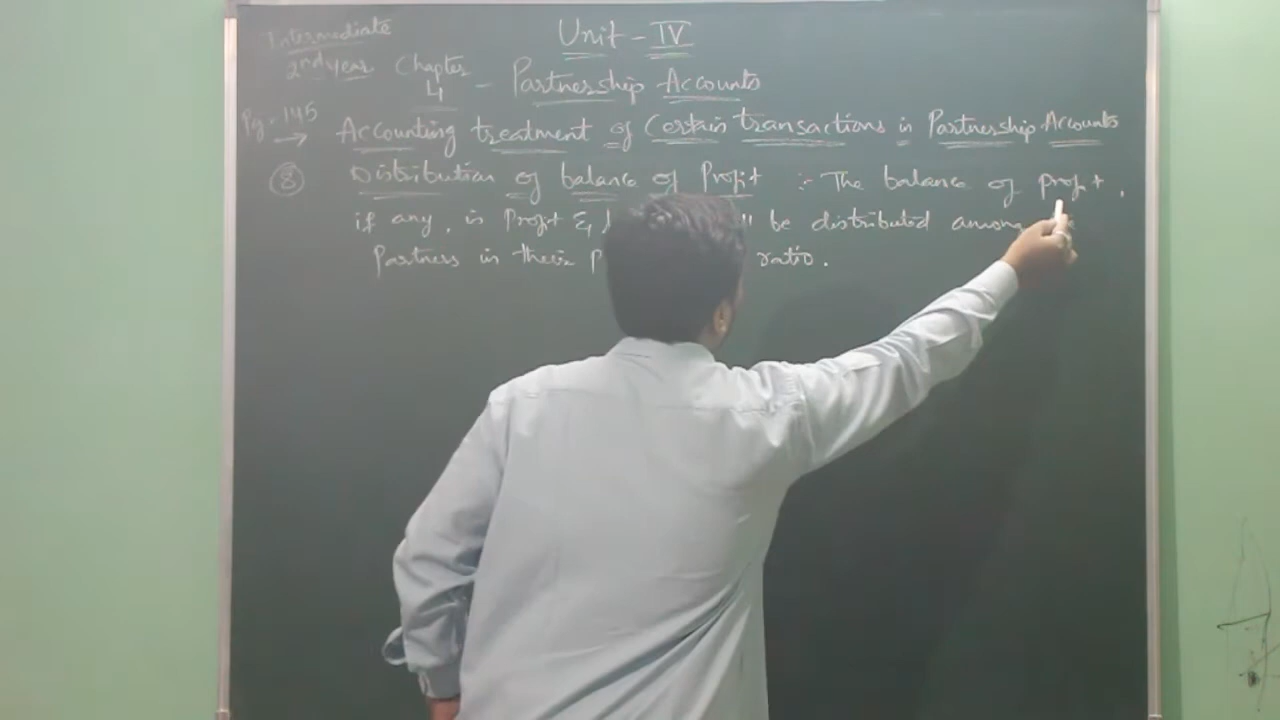 Intermediate
2nd year
Unit - IV
Chapter 4 - Partnership Accounts
Pg - 145
→ Accounting treatment of Certain transactions in Partnership Accounts
⑧ Distribution of balance of Profit :- The balance of profit,
if any, in Profit & be distributed among
Partners in their ratio.